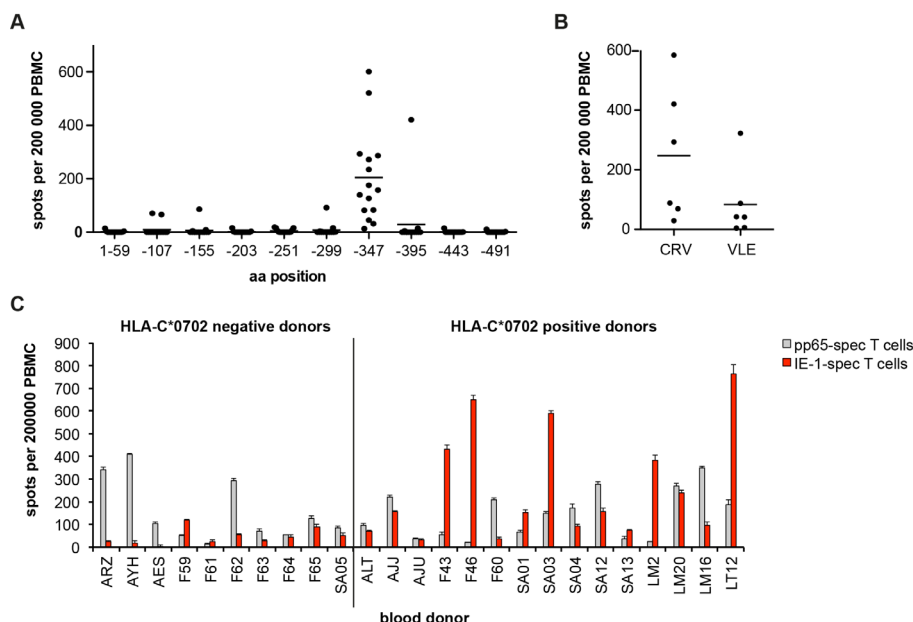 A
spots per 200 000 PBMC
600
400
200
0
1-59 -107 -155 -203 -251 -299 -347 -395 -443 -491
aa position
B
spots per 200 000 PBMC
600
400
200
0
CRV VLE
C
HLA-C*0702 negative donors HLA-C*0702 positive donors
spots per 200000 PBMC
900
800
700
600
500
400
300
200
100
0
pp65-spec T cells
IE-1-spec T cells
ARZ AYH AES F59 F61 F62 F63 F64 F65 SA05 ALT AJJ AJU F43 F46 F60 SA01 SA03 SA04 SA12 SA13 LM2 LM20 LM16 LT12
blood donor